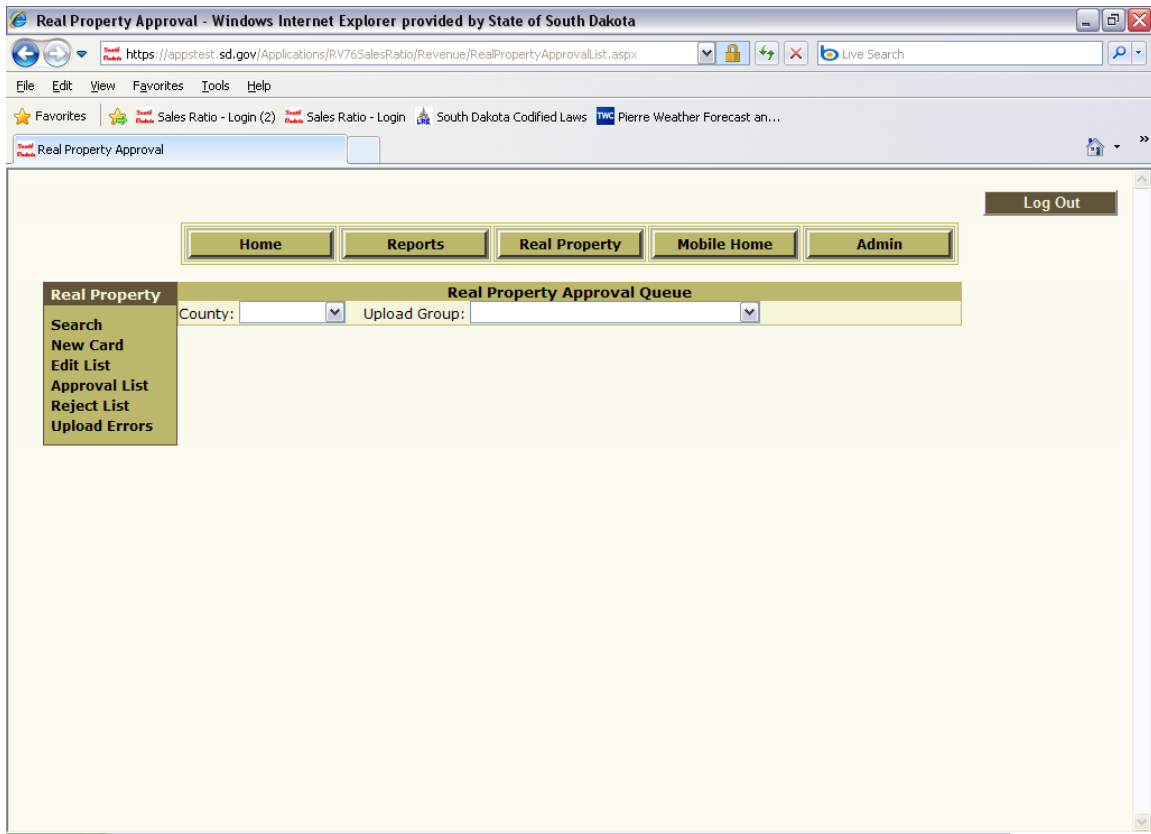 Real Property Approval - Windows Internet Explorer provided by State of South Dakota
https://appstest.sd.gov/Applications/RV76SalesRatio/Revenue/RealPropertyApprovalList.aspx Live Search
File Edit View Favorites Tools Help
Favorites Sales Ratio - Login (2) Sales Ratio - Login South Dakota Codified Laws TWC Pierre Weather Forecast an...
Real Property Approval »
Log Out
Home Reports Real Property Mobile Home Admin
Real Property
Search
New Card
Edit List
Approval List
Reject List
Upload Errors
Real Property Approval Queue
County: Upload Group: